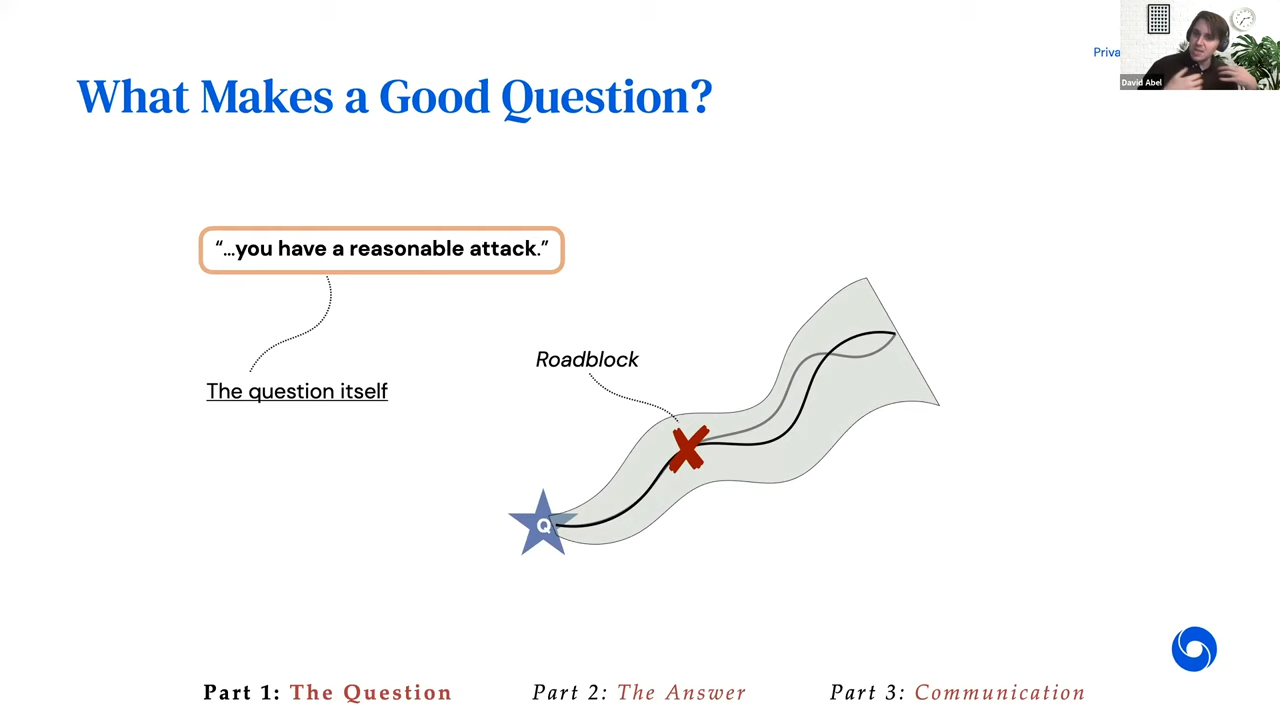 Priva
David Abel
What Makes a Good Question?
“…you have a reasonable attack.”
The question itself
Roadblock
Q
Part 1: The Question
Part 2: The Answer
Part 3: Communication